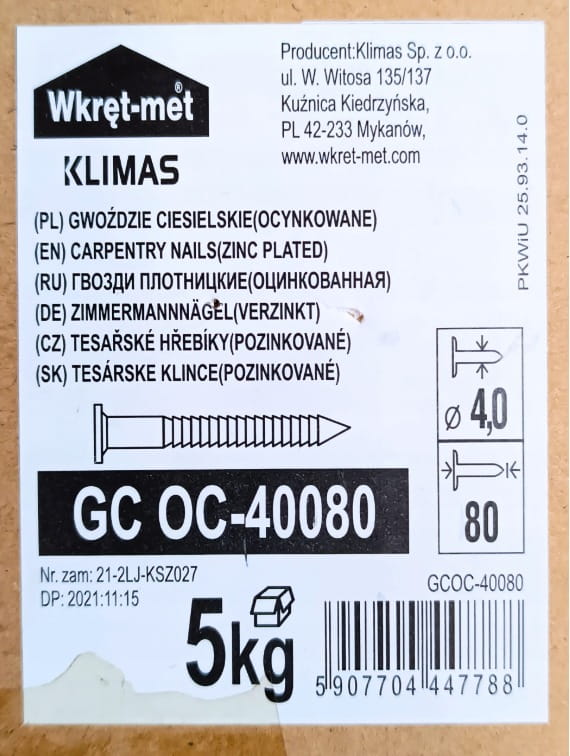 Wkręt-met®
KLIMAS
Producent:Klimas Sp. z o.o.
ul. W. Witosa 135/137
Kuźnica Kiedrzyńska,
PL 42-233 Mykanów,
www.wkret-met.com
PKWiU 25.93.14.0
(PL) GWOŹDZIE CIESIELSKIE(OCYNKOWANE)
(EN) CARPENTRY NAILS(ZINC PLATED)
(RU) ГВОЗДИ ПЛОТНИЦКИЕ(ОЦИНКОВАННАЯ)
(DE) ZIMMERMANNNÄGEL(VERZINKT)
(CZ) TESAŘSKÉ HŘEBÍKY(POZINKOVANÉ)
(SK) TESÁRSKE KLINCE(POZINKOVANÉ)
ø 4,0
80
GC OC-40080
Nr. zam: 21-2LJ-KSZ027
DP: 2021:11:15
5kg
GCOC-40080
5 907704 447788